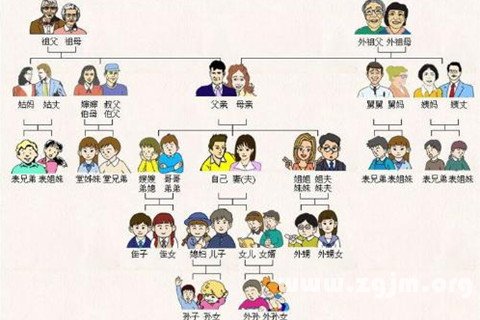 祖父 祖母 外祖父 外祖母
姑妈 姑丈 婶婶 叔父 父亲 母亲 舅舅 舅妈 姨妈 姨丈
伯母 伯父
表兄弟 表姐妹 堂姊妹 堂兄弟 嫂嫂 哥哥 自己 妻(夫) 姐姐 姐夫 表兄弟 表姐妹 表兄弟 表姐妹
弟媳 弟弟 妹妹 妹夫
侄子 侄女 媳妇 儿子 女儿 女婿 外甥 外甥女
孙子 孙女 外孙 外孙女
www.zgjm.org